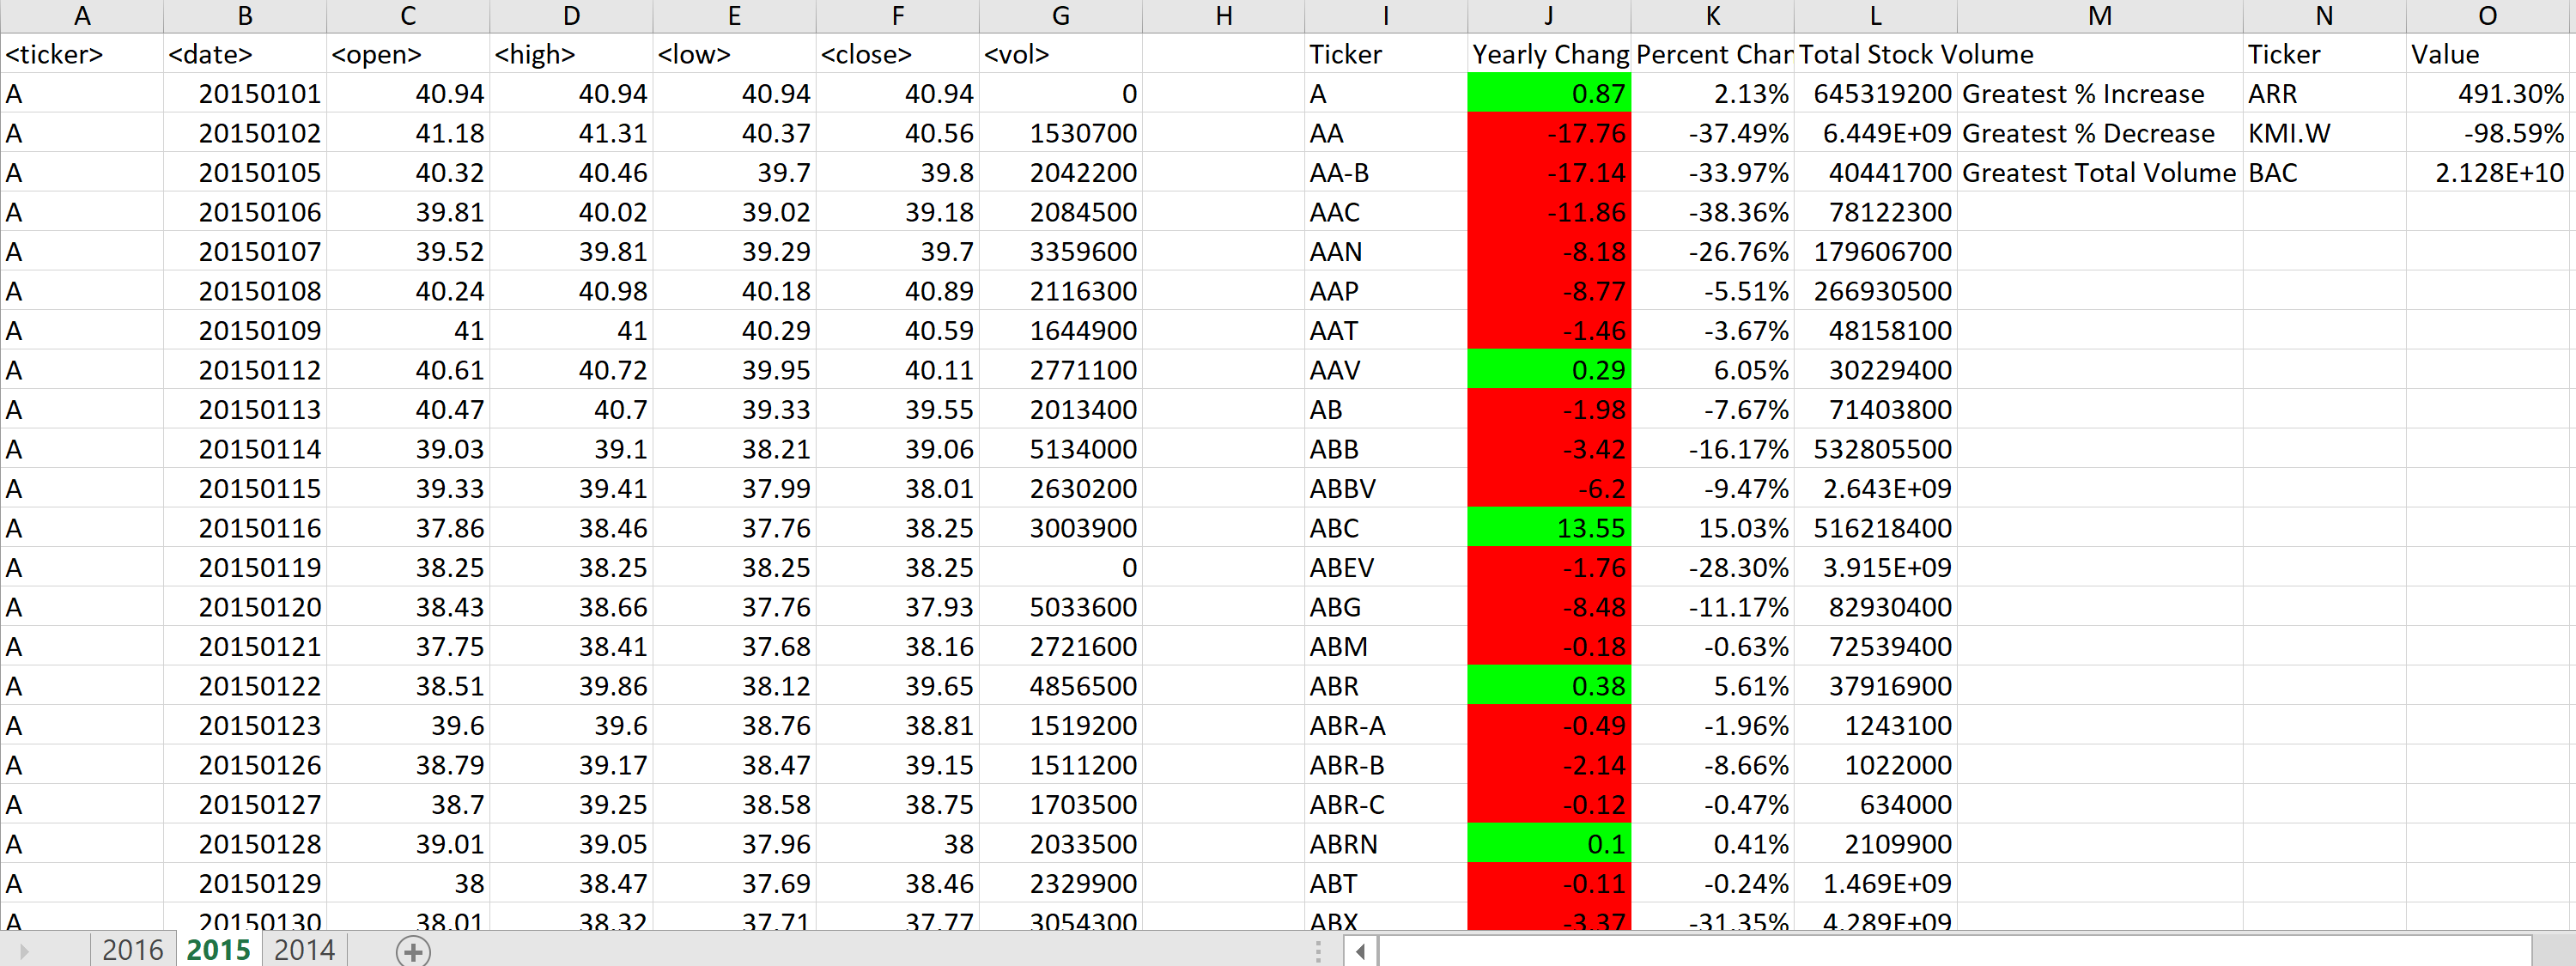 A B C D E F G H I J K L M N O
<ticker> <date> <open> <high> <low> <close> <vol> Ticker Yearly Chang Percent Char Total Stock Volume Ticker Value
A 20150101 40.94 40.94 40.94 40.94 0 A 0.87 2.13% 645319200 Greatest % Increase ARR 491.30%
A 20150102 41.18 41.31 40.37 40.56 1530700 AA -17.76 -37.49% 6.449E+09 Greatest % Decrease KMI.W -98.59%
A 20150105 40.32 40.46 39.7 39.8 2042200 AA-B -17.14 -33.97% 40441700 Greatest Total Volume BAC 2.128E+10
A 20150106 39.81 40.02 39.02 39.18 2084500 AAC -11.86 -38.36% 78122300
A 20150107 39.52 39.81 39.29 39.7 3359600 AAN -8.18 -26.76% 179606700
A 20150108 40.24 40.98 40.18 40.89 2116300 AAP -8.77 -5.51% 266930500
A 20150109 41 41 40.29 40.59 1644900 AAT -1.46 -3.67% 48158100
A 20150112 40.61 40.72 39.95 40.11 2771100 AAV 0.29 6.05% 30229400
A 20150113 40.47 40.7 39.33 39.55 2013400 AB -1.98 -7.67% 71403800
A 20150114 39.03 39.1 38.21 39.06 5134000 ABB -3.42 -16.17% 532805500
A 20150115 39.33 39.41 37.99 38.01 2630200 ABBV -6.2 -9.47% 2.643E+09
A 20150116 37.86 38.46 37.76 38.25 3003900 ABC 13.55 15.03% 516218400
A 20150119 38.25 38.25 38.25 38.25 0 ABEV -1.76 -28.30% 3.915E+09
A 20150120 38.43 38.66 37.76 37.93 5033600 ABG -8.48 -11.17% 82930400
A 20150121 37.75 38.41 37.68 38.16 2721600 ABM -0.18 -0.63% 72539400
A 20150122 38.51 39.86 38.12 39.65 4856500 ABR 0.38 5.61% 37916900
A 20150123 39.6 39.6 38.76 38.81 1519200 ABR-A -0.49 -1.96% 1243100
A 20150126 38.79 39.17 38.47 39.15 1511200 ABR-B -2.14 -8.66% 1022000
A 20150127 38.7 39.25 38.58 38.75 1703500 ABR-C -0.12 -0.47% 634000
A 20150128 39.01 39.05 37.96 38 2033500 ABRN 0.1 0.41% 2109900
A 20150129 38 38.47 37.69 38.46 2329900 ABT -0.11 -0.24% 1.469E+09
A 20150130 38.01 38.32 37.71 37.77 3054300 ABX -3.37 -31.35% 4.289E+09
2016 2015 2014